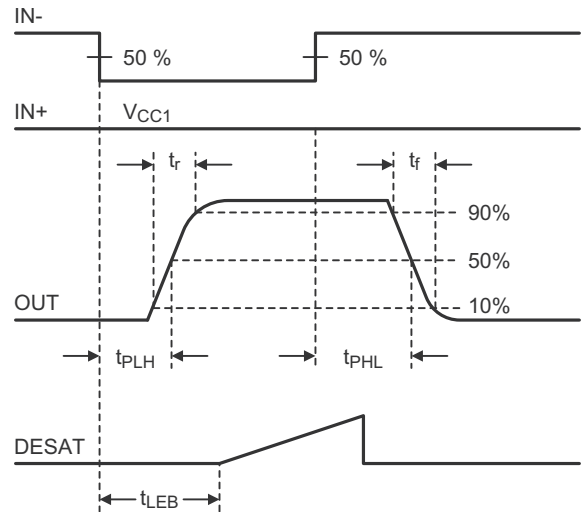 IN-
50 %
50 %
IN+
VCC1
tr
tf
90%
50%
OUT
10%
tPLH
tPHL
DESAT
tLEB